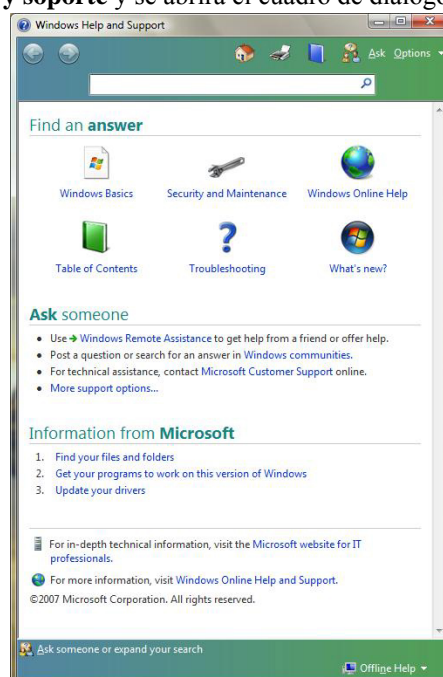 y soporte y se abrirá el cuadro de diálogo
Windows Help and Support
Ask Options
Find an answer
Windows Basics Security and Maintenance Windows Online Help
Table of Contents Troubleshooting What's new?
Ask someone
• Use Windows Remote Assistance to get help from a friend or offer help.
• Post a question or search for an answer in Windows communities.
• For technical assistance, contact Microsoft Customer Support online.
• More support options...
Information from Microsoft
1. Find your files and folders
2. Get your programs to work on this version of Windows
3. Update your drivers
For in-depth technical information, visit the Microsoft website for IT
professionals.
For more information, visit Windows Online Help and Support.
©2007 Microsoft Corporation. All rights reserved.
Ask someone or expand your search
Offline Help